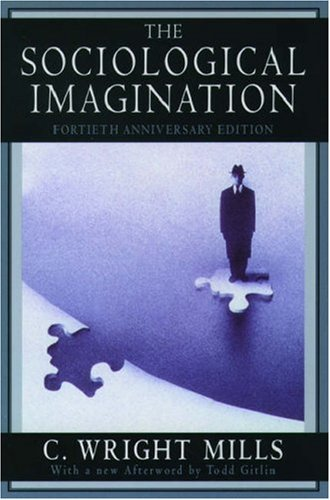 THE
SOCIOLOGICAL
IMAGINATION
FORTIETH ANNIVERSARY EDITION
C. WRIGHT MILLS
With a new Afterword by Todd Gitlin